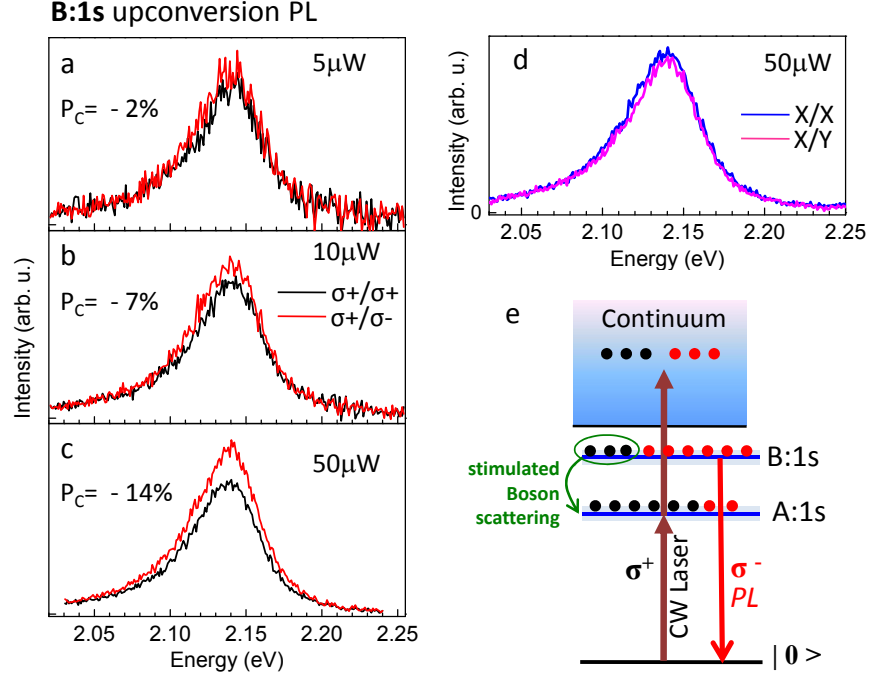 B:1s upconversion PL
a
5μW
P_C= - 2%
b
10μW
P_C= - 7%
σ+/σ+
σ+/σ-
c
50μW
P_C= - 14%
Intensity (arb. u.)
2.05 2.10 2.15 2.20 2.25
Energy (eV)
d
50μW
X/X
X/Y
Intensity (arb. u.)
0
2.05 2.10 2.15 2.20 2.25
Energy (eV)
e
Continuum
B:1s
stimulated
Boson
scattering
A:1s
σ+
CW Laser
σ -
PL
| 0 >